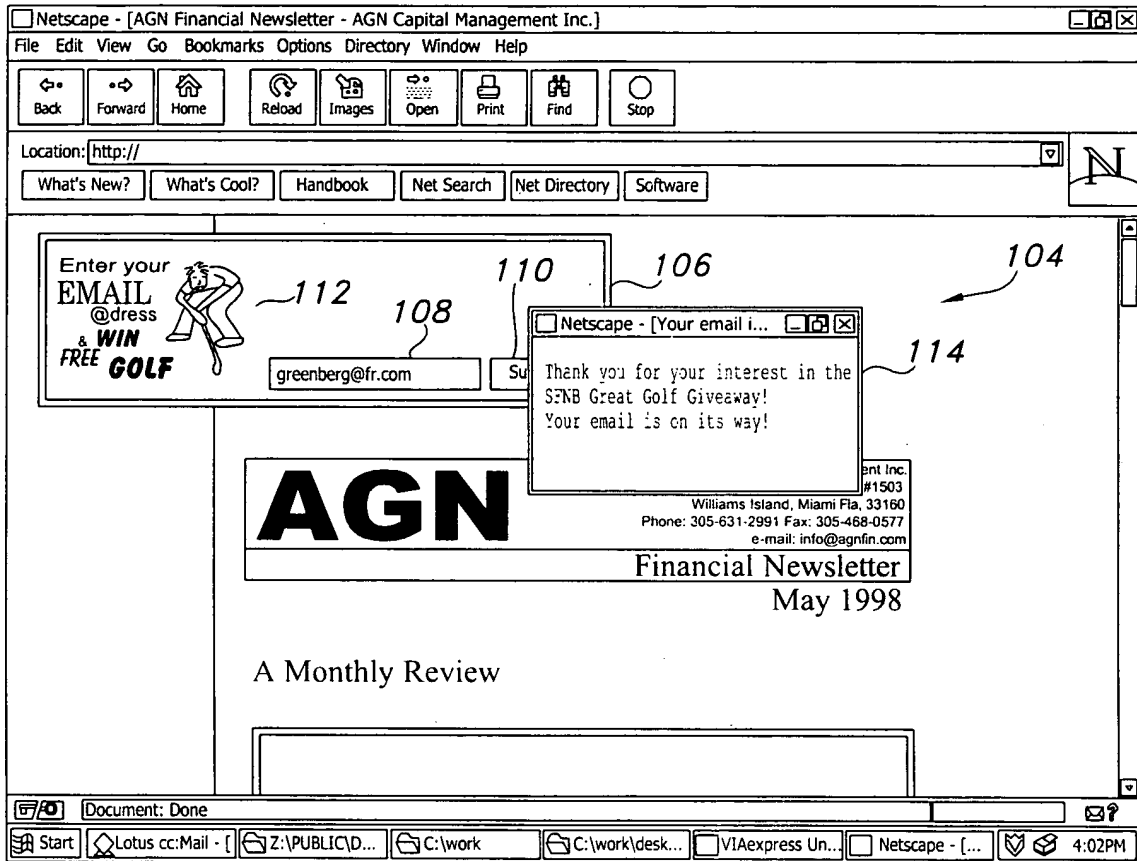 Netscape - [AGN Financial Newsletter - AGN Capital Management Inc.]
File Edit View Go Bookmarks Options Directory Window Help
Back Forward Home Reload Images Open Print Find Stop
Location: http://
N
What's New? What's Cool? Handbook Net Search Net Directory Software
Enter your
EMAIL
@dress
& WIN
FREE GOLF
112
108
110
106
104
greenberg@fr.com
Su
Netscape - [Your email i...
114
Thank you for your interest in the
SFNB Great Golf Giveaway!
Your email is on its way!
AGN
ent Inc.
#1503
Williams Island, Miami Fla, 33160
Phone: 305-631-2991 Fax: 305-468-0577
e-mail: info@agnfin.com
Financial Newsletter
May 1998
A Monthly Review
Document: Done
?
Start Lotus cc:Mail - [ Z:\PUBLIC\D... C:\work C:\work\desk... VIAexpress Un... Netscape - [... 4:02PM